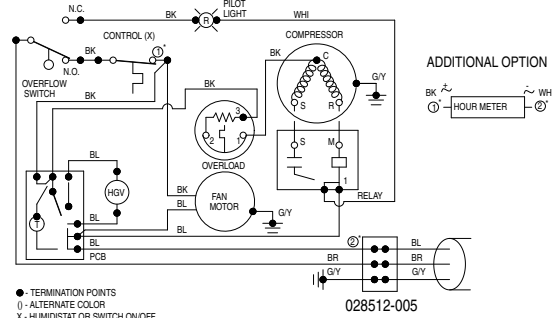 N.C.
BK
PILOT
LIGHT
R
WHI
CONTROL (X)
COMPRESSOR
BK
1*
BK
C
N.O.
G/Y
OVERFLOW
SWITCH
BK
BK
S
R
3
2
1
OVERLOAD
S
M
1
RELAY
BL
HGV
T
BK
FAN
MOTOR
BL
G/Y
BL
BL
BL
PCB
2*
BL
BR
BR
G/Y
G/Y
028512-005
ADDITIONAL OPTION
BK
~
+
~
-
WH
1*
HOUR METER
2*
● - TERMINATION POINTS
() - ALTERNATE COLOR
X - HUMIDISTAT OR SWITCH ON/OFF